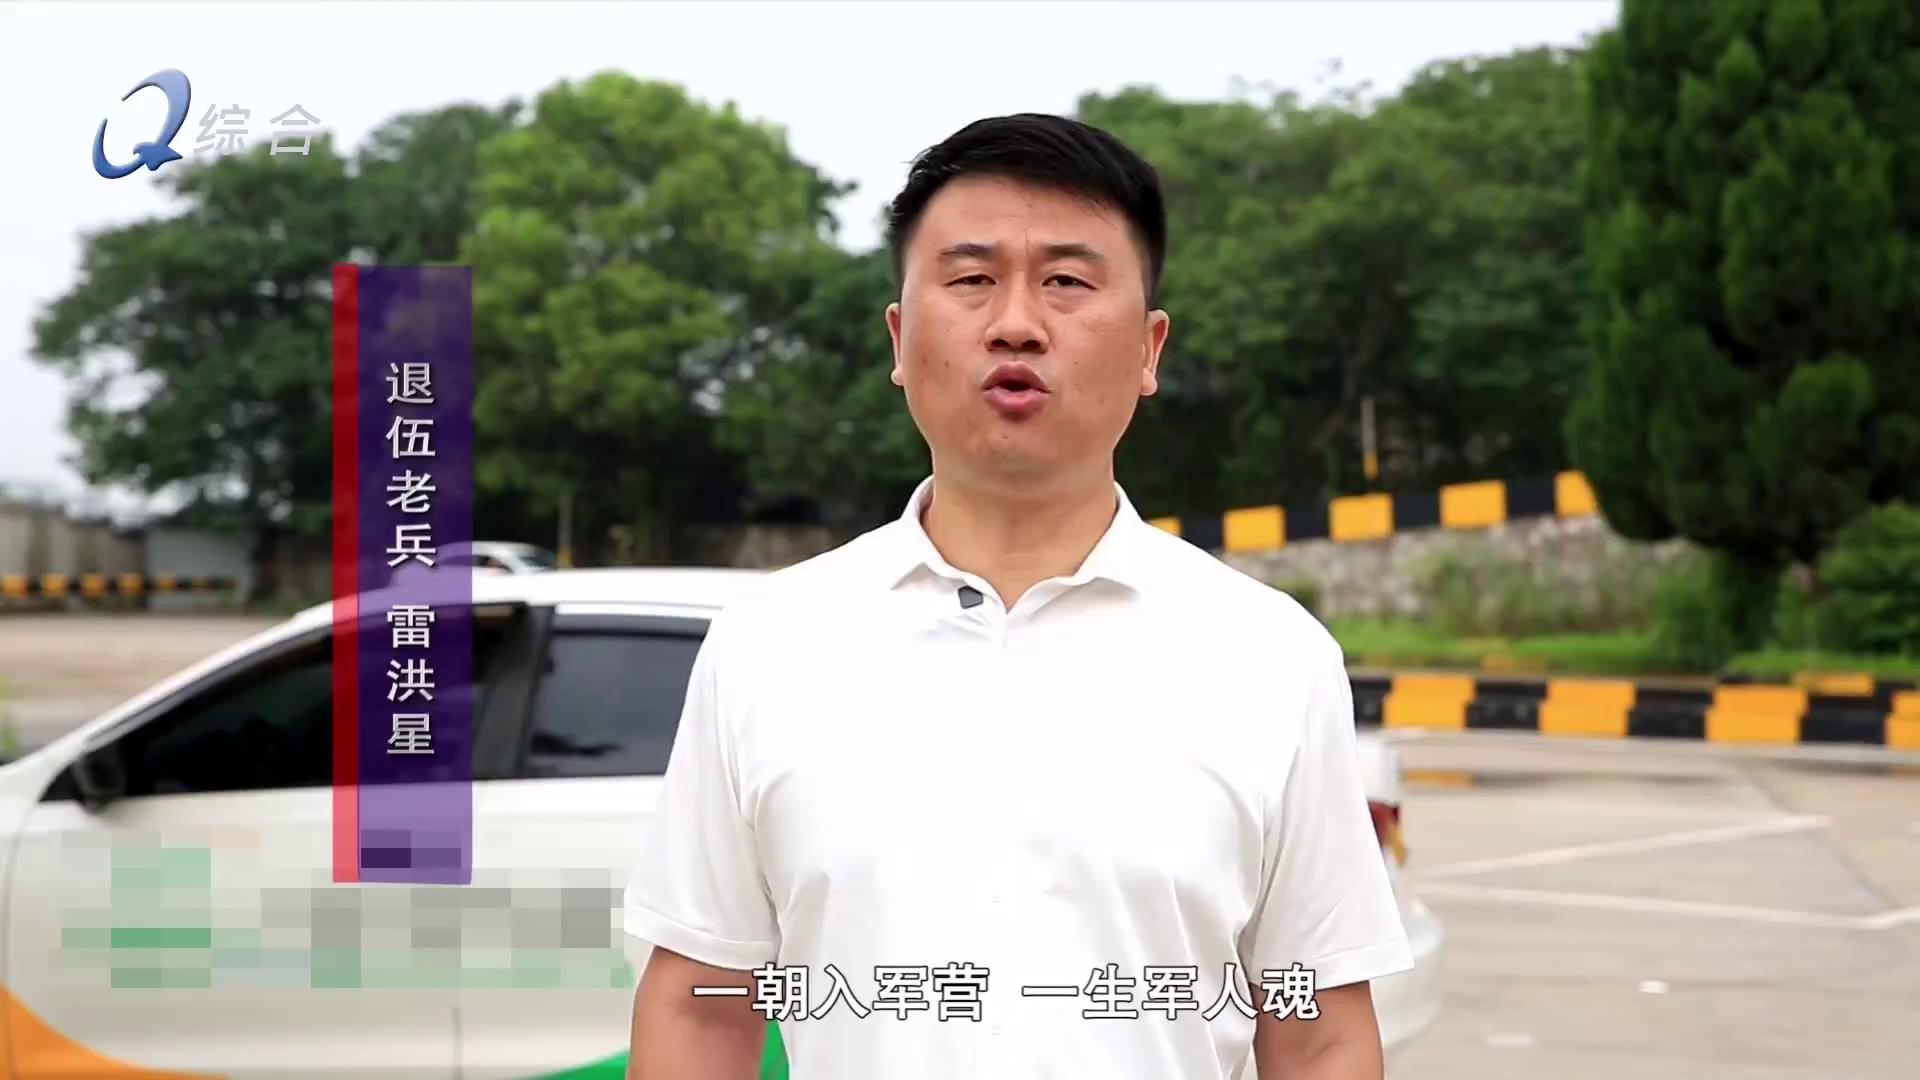 综合
退伍老兵 雷洪星
一朝入军营 一生军人魂